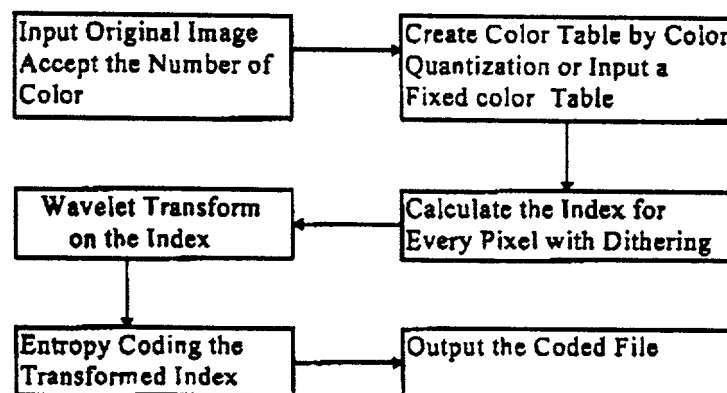 Input Original Image
Accept the Number of
Color
Create Color Table by Color
Quantization or Input a
Fixed color Table
Calculate the Index for
Every Pixel with Dithering
Wavelet Transform
on the Index
Entropy Coding the
Transformed Index
Output the Coded File